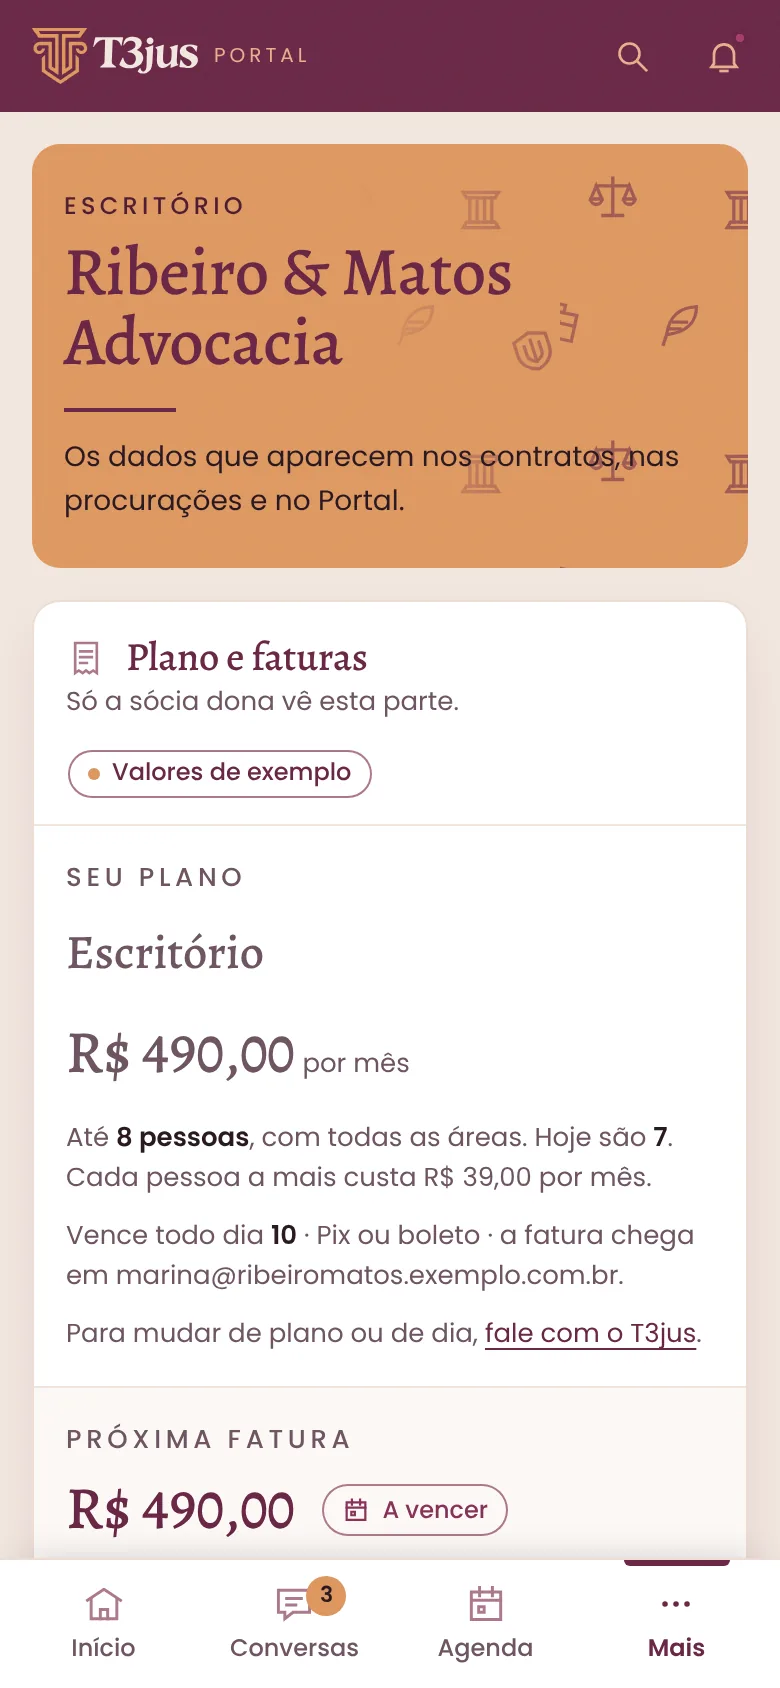 T3jus PORTAL
ESCRITÓRIO
Ribeiro & Matos
Advocacia
Os dados que aparecem nos contratos, nas
procurações e no Portal.
Plano e faturas
Só a sócia dona vê esta parte.
Valores de exemplo
SEU PLANO
Escritório
R$ 490,00 por mês
Até 8 pessoas, com todas as áreas. Hoje são 7.
Cada pessoa a mais custa R$ 39,00 por mês.
Vence todo dia 10 · Pix ou boleto · a fatura chega
em marina@ribeiromatos.exemplo.com.br.
Para mudar de plano ou de dia, fale com o T3jus.
PRÓXIMA FATURA
R$ 490,00 A vencer
3
Início Conversas Agenda Mais